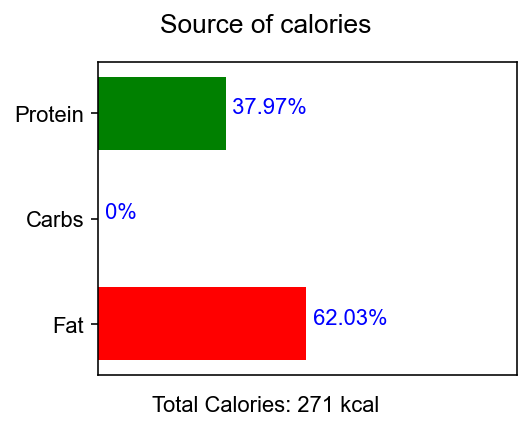 Source of calories
Protein
37.97%
Carbs
0%
Fat
62.03%
Total Calories: 271 kcal